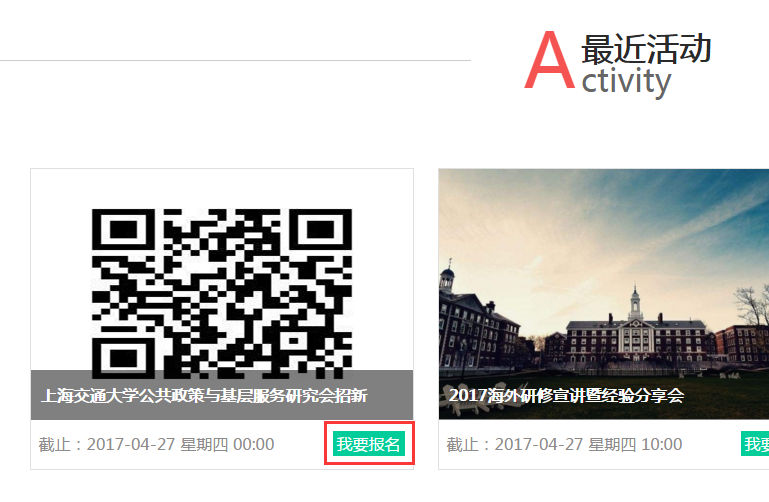 A
最近活动
ctivity
上海交通大学公共政策与基层服务研究会招新
截止：2017-04-27 星期四 00:00
我要报名
2017海外研修宣讲暨经验分享会
截止：2017-04-27 星期四 10:00
我要